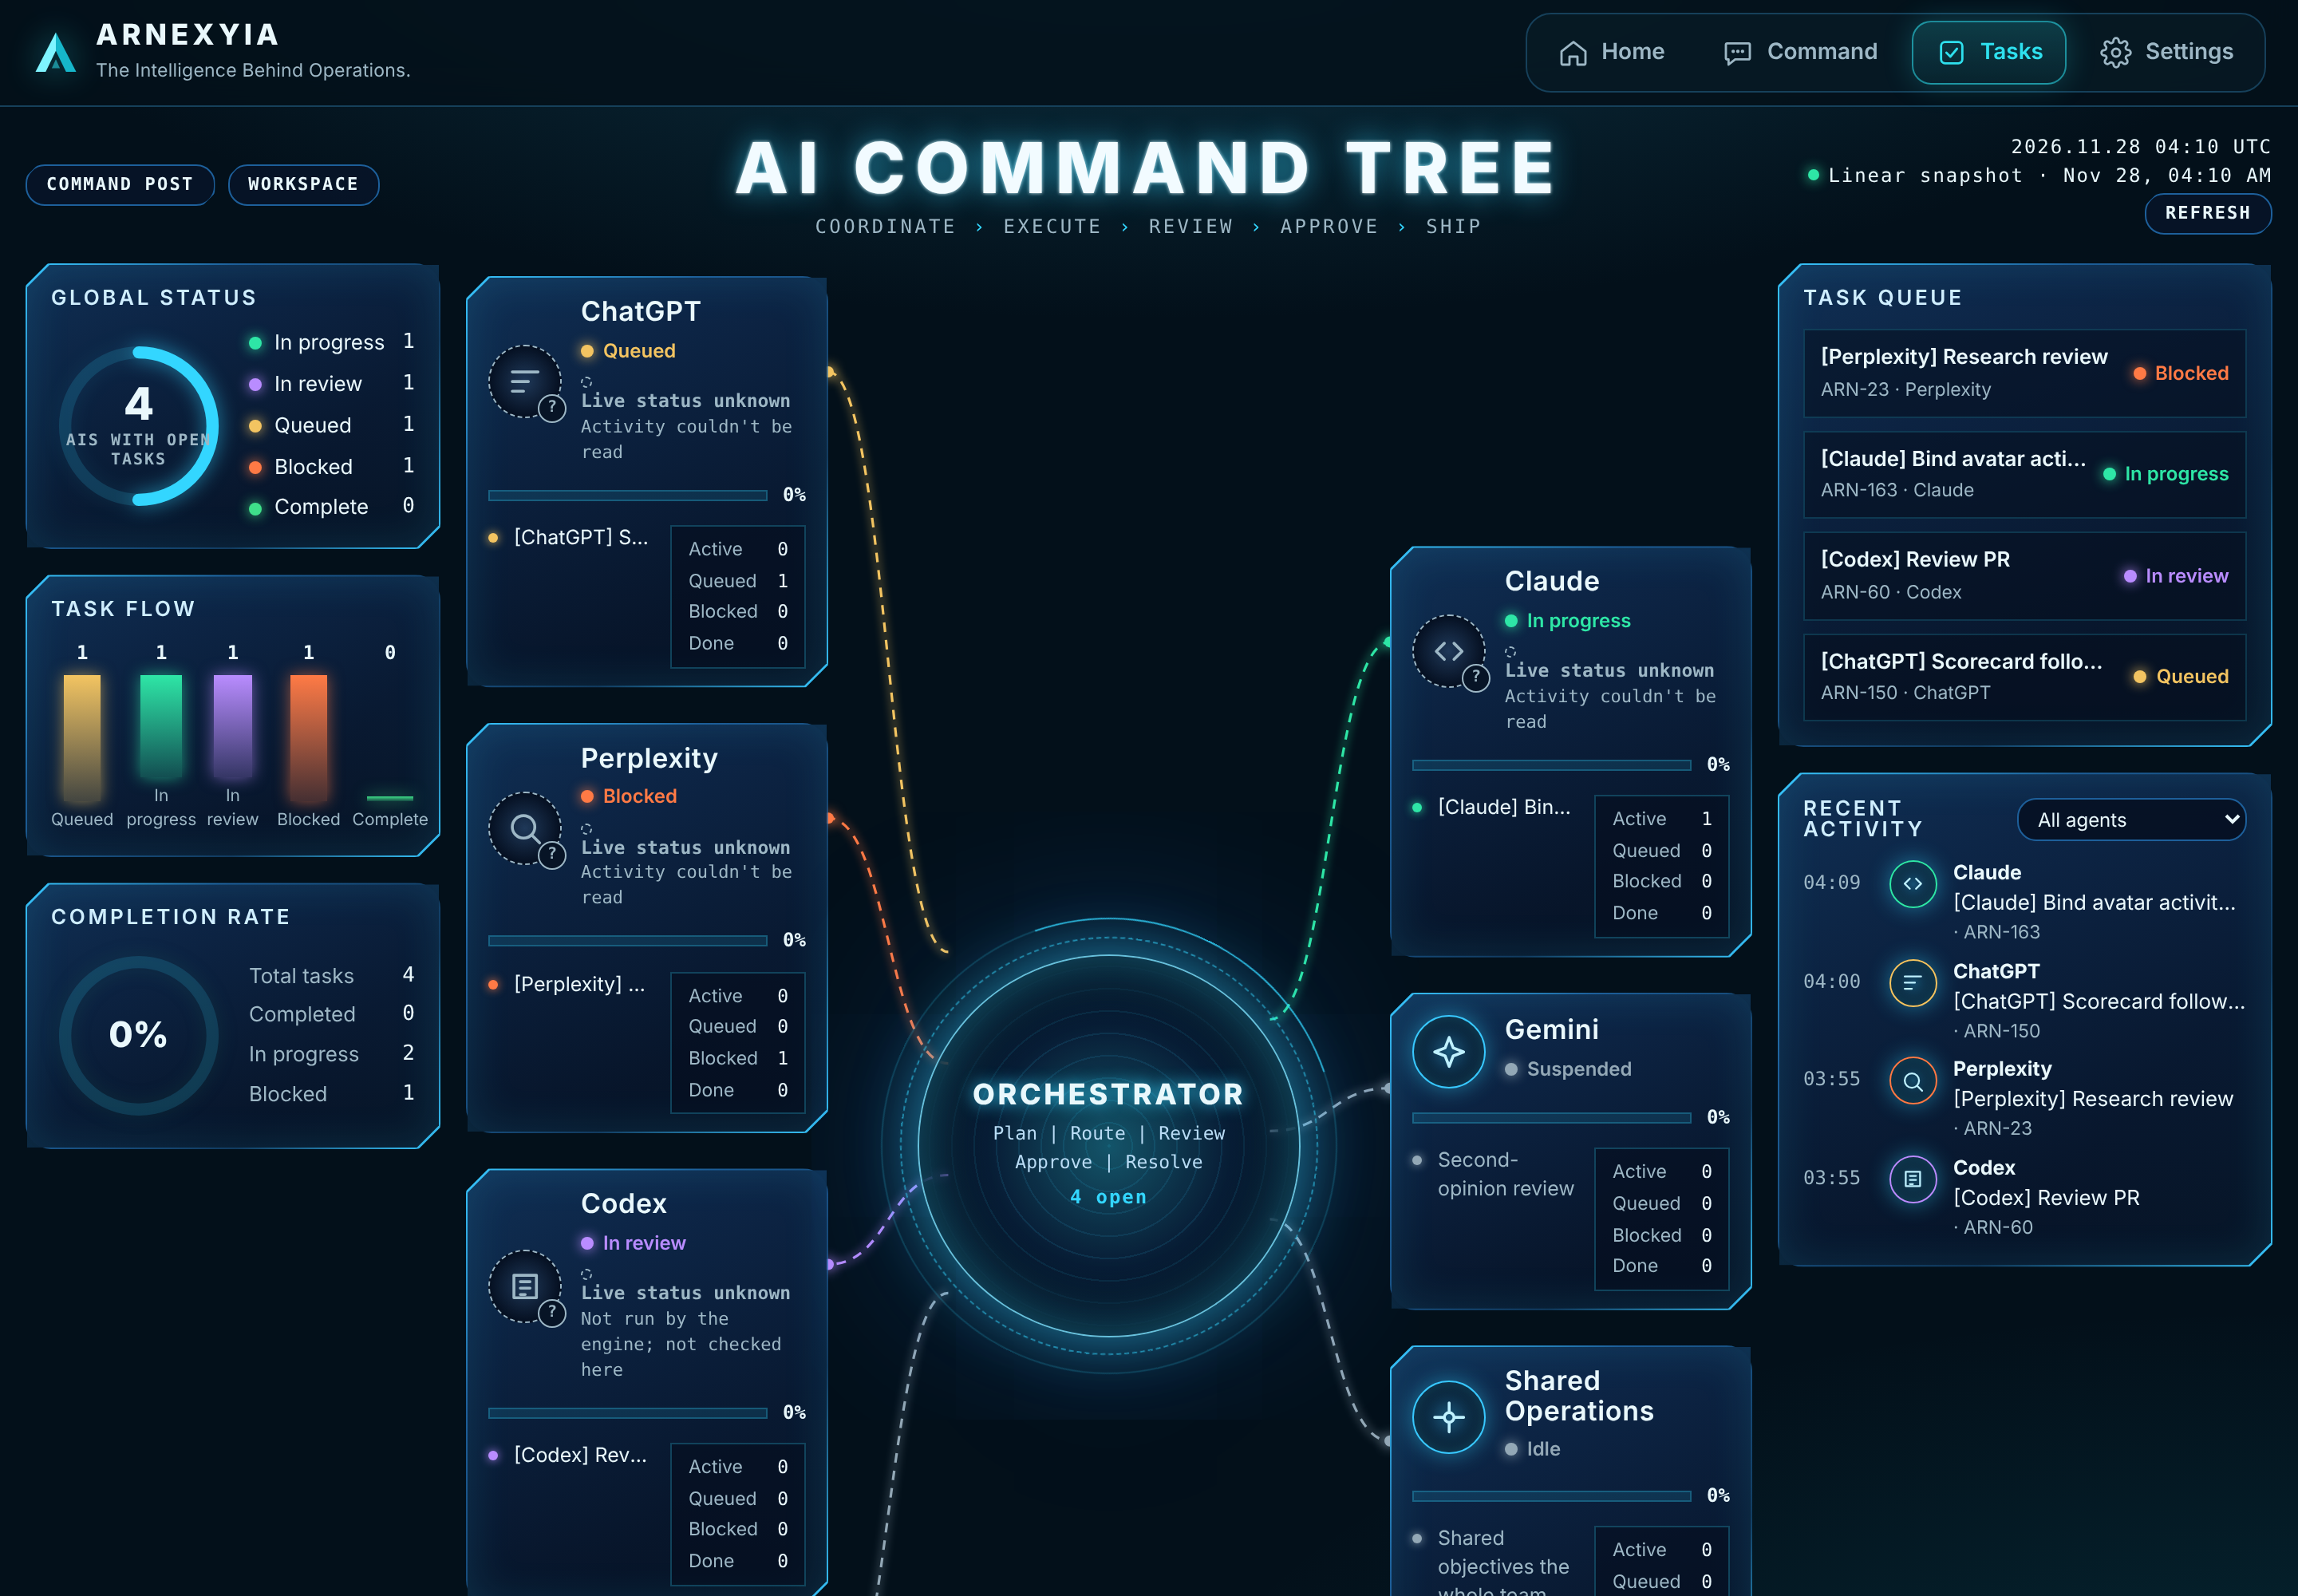 ARNEXYIA
The Intelligence Behind Operations.
Home
Command
Tasks
Settings
COMMAND POST
WORKSPACE
AI COMMAND TREE
COORDINATE › EXECUTE › REVIEW › APPROVE › SHIP
2026.11.28 04:10 UTC
Linear snapshot · Nov 28, 04:10 AM
REFRESH
GLOBAL STATUS
4
AIS WITH OPEN
TASKS
In progress 1
In review 1
Queued 1
Blocked 1
Complete 0
TASK FLOW
1 1 1 1 0
Queued
In
progress
In
review
Blocked
Complete
COMPLETION RATE
0%
Total tasks 4
Completed 0
In progress 2
Blocked 1
ChatGPT
Queued
?
Live status unknown
Activity couldn't be
read
0%
[ChatGPT] S...
Active 0
Queued 1
Blocked 0
Done 0
Perplexity
Blocked
?
Live status unknown
Activity couldn't be
read
0%
[Perplexity] ...
Active 0
Queued 0
Blocked 1
Done 0
Codex
In review
?
Live status unknown
Not run by the
engine; not checked
here
0%
[Codex] Rev...
Active 0
Queued 0
Blocked 0
Done 0
ORCHESTRATOR
Plan | Route | Review
Approve | Resolve
4 open
Claude
In progress
?
Live status unknown
Activity couldn't be
read
0%
[Claude] Bin...
Active 1
Queued 0
Blocked 0
Done 0
Gemini
Suspended
0%
Second-
opinion review
Active 0
Queued 0
Blocked 0
Done 0
Shared
Operations
Idle
0%
Shared
objectives the
whole team
Active 0
Queued 0
TASK QUEUE
[Perplexity] Research review
ARN-23 · Perplexity
Blocked
[Claude] Bind avatar acti...
ARN-163 · Claude
In progress
[Codex] Review PR
ARN-60 · Codex
In review
[ChatGPT] Scorecard follo...
ARN-150 · ChatGPT
Queued
RECENT
ACTIVITY
All agents
04:09
Claude
[Claude] Bind avatar activit...
· ARN-163
04:00
ChatGPT
[ChatGPT] Scorecard follow...
· ARN-150
03:55
Perplexity
[Perplexity] Research review
· ARN-23
03:55
Codex
[Codex] Review PR
· ARN-60